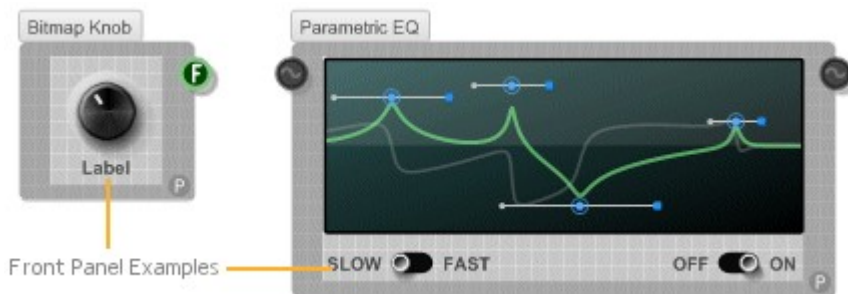 Bitmap Knob
Parametric EQ
F
Label
P
Front Panel Examples
SLOW FAST OFF ON
P